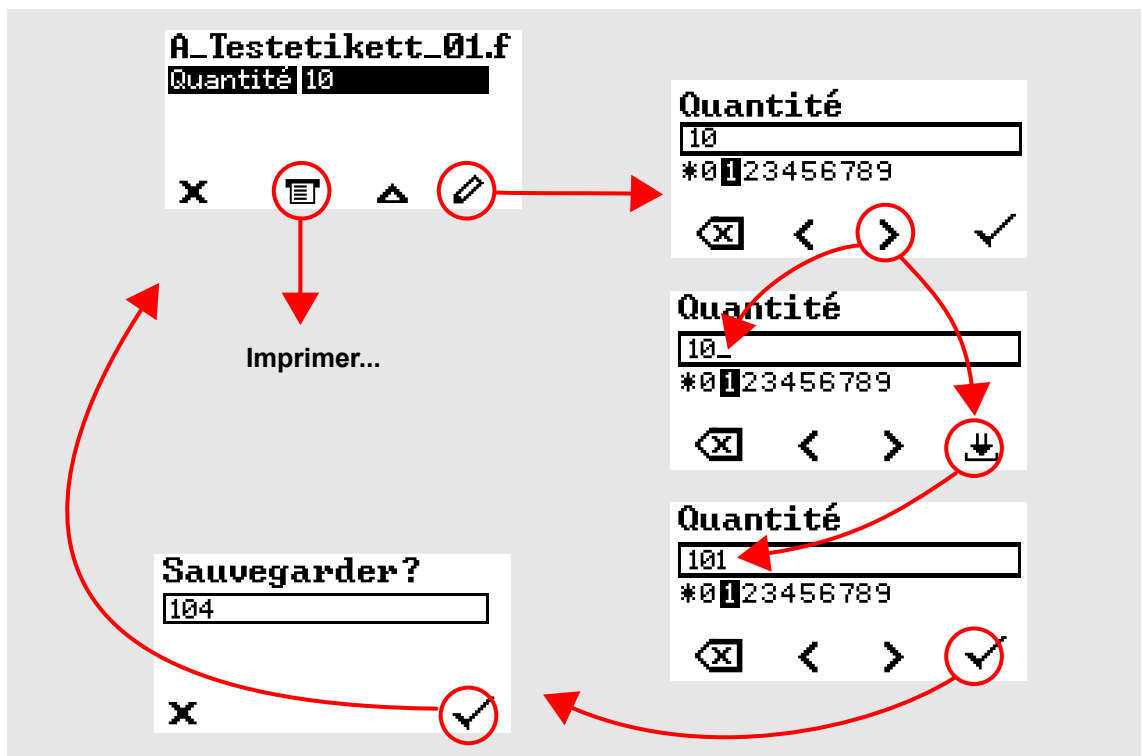 A_Testetikett_01.f
Quantité 10
Imprimer...
Quantité
10
*0123456789
Quantité
10_
*0123456789
Quantité
101
*0123456789
Sauvegarder?
104